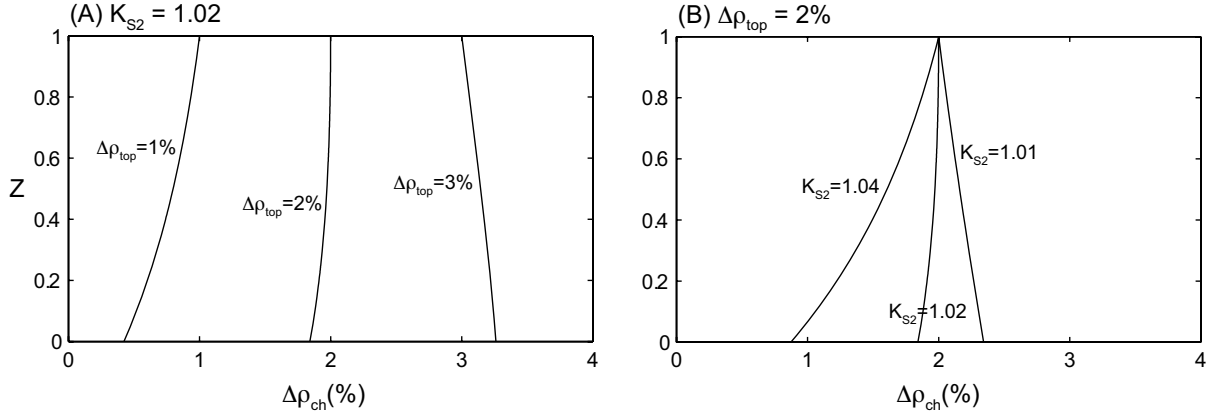 (A) K_S2 = 1.02
1
0.8
0.6
0.4
0.2
0
Z
Δρ_top=1%
Δρ_top=2%
Δρ_top=3%
0 1 2 3 4
Δρ_ch(%)
(B) Δρ_top = 2%
1
0.8
0.6
0.4
0.2
0
K_S2=1.04
K_S2=1.01
K_S2=1.02
0 1 2 3 4
Δρ_ch(%)